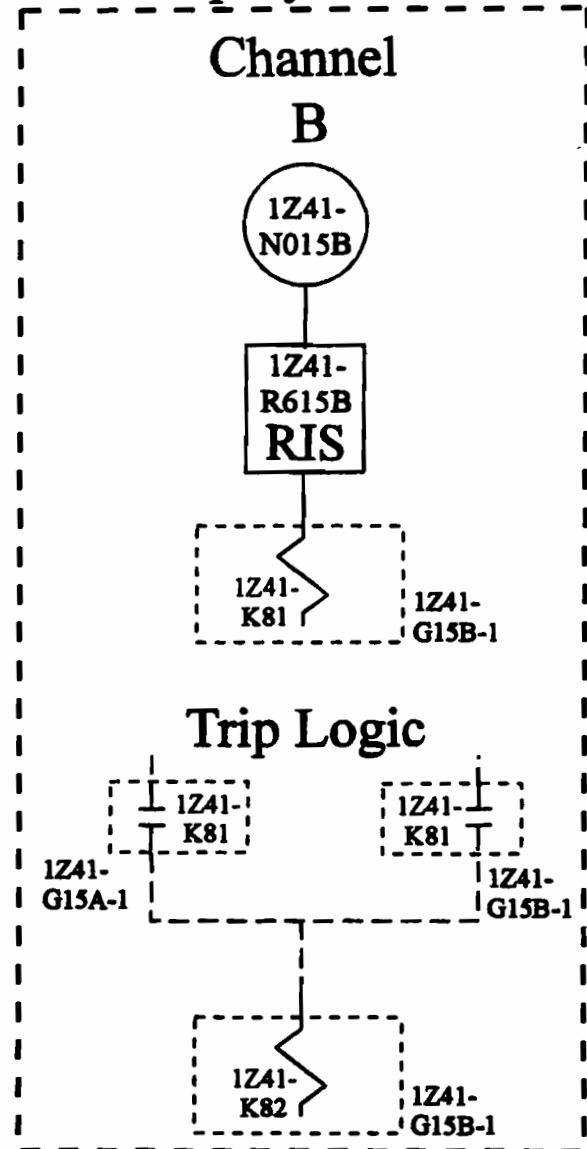 Channel
B
1Z41-
N015B
1Z41-
R615B
RIS
1Z41-
K81
1Z41-
G15B-1
Trip Logic
1Z41-
K81
1Z41-
K81
1Z41-
G15A-1
1Z41-
G15B-1
1Z41-
K82
1Z41-
G15B-1